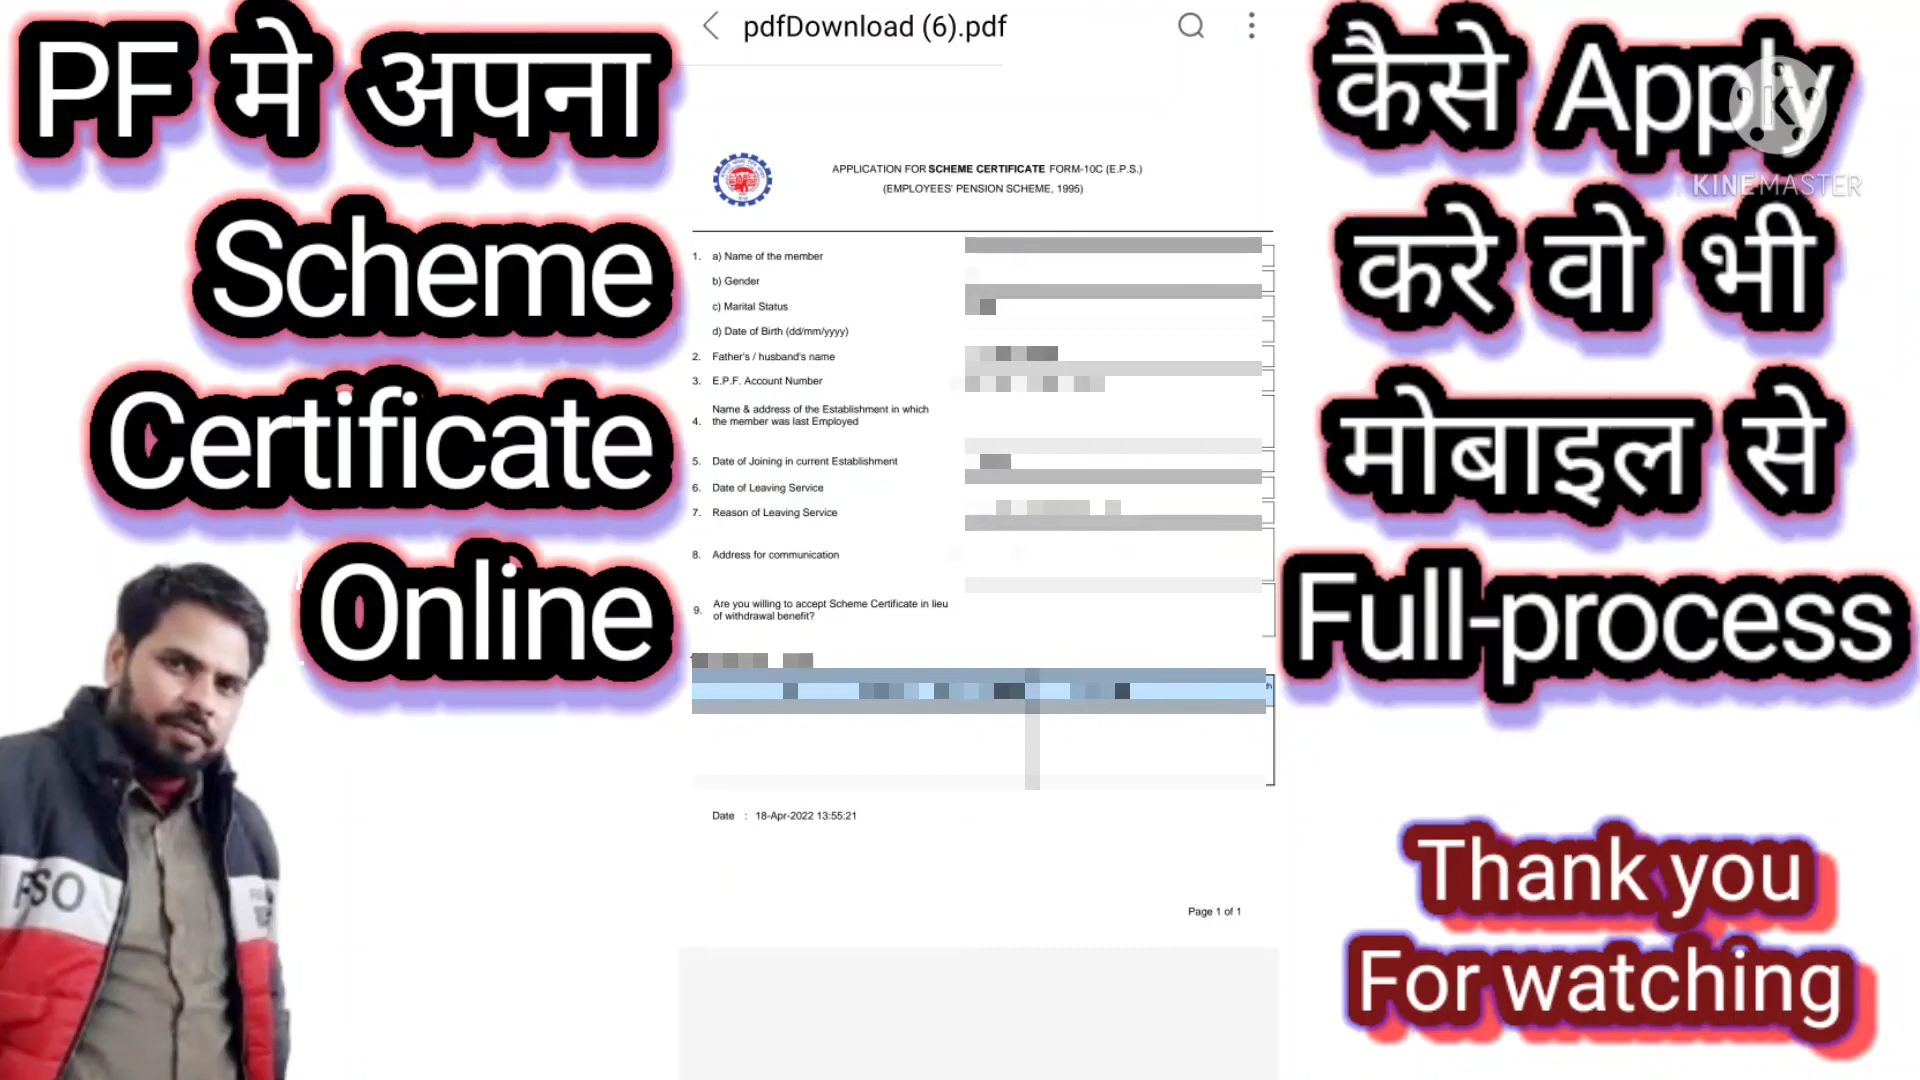 PF मे अपना
Scheme
Certificate
Online
pdfDownload (6).pdf
APPLICATION FOR SCHEME CERTIFICATE FORM-10C (E.P.S.)
(EMPLOYEES' PENSION SCHEME, 1995)
1. a) Name of the member
b) Gender
c) Marital Status
d) Date of Birth (dd/mm/yyyy)
2. Father's / husband's name
3. E.P.F. Account Number
4. Name & address of the Establishment in which
the member was last Employed
5. Date of Joining in current Establishment
6. Date of Leaving Service
7. Reason of Leaving Service
8. Address for communication
9. Are you willing to accept Scheme Certificate in lieu
of withdrawal benefit?
Date : 18-Apr-2022 13:55:21
Page 1 of 1
कैसे Apply
करे वो भी
मोबाइल से
Full-process
K
KINEMASTER
Thank you
For watching